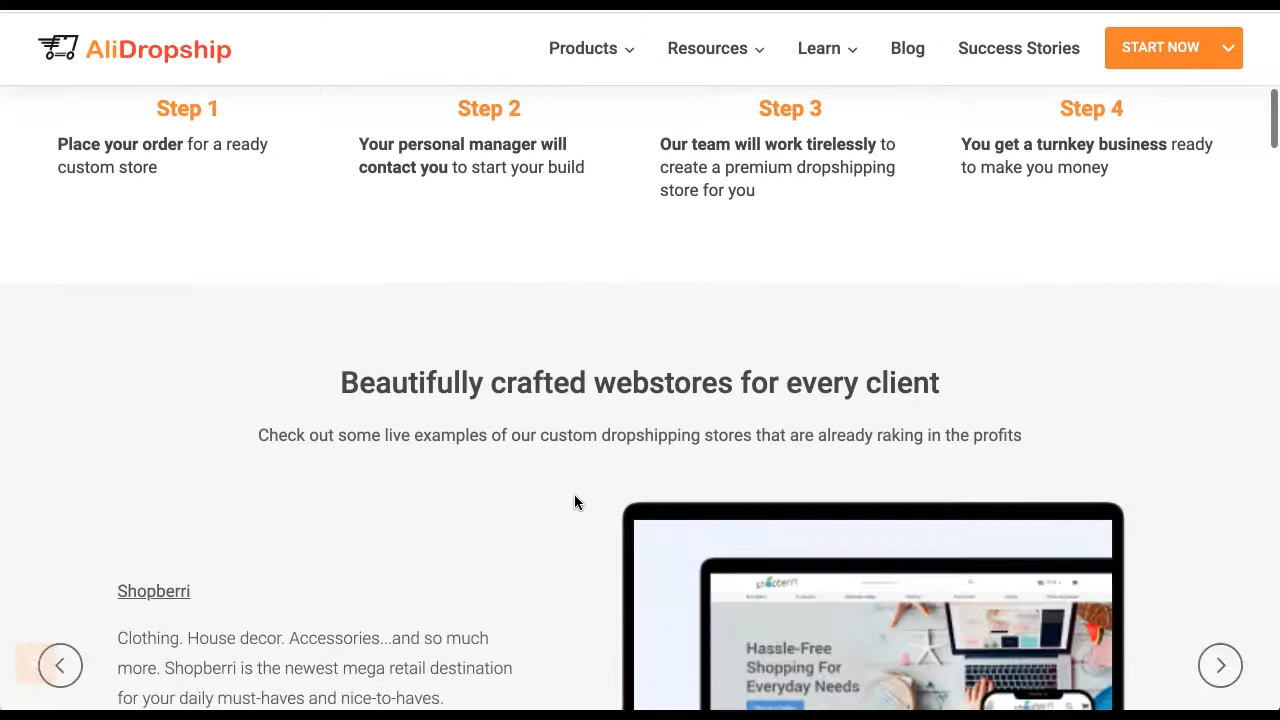 AliDropship
Products
Resources
Learn
Blog
Success Stories
START NOW
Step 1
Place your order for a ready
custom store
Step 2
Your personal manager will
contact you to start your build
Step 3
Our team will work tirelessly to
create a premium dropshipping
store for you
Step 4
You get a turnkey business ready
to make you money
Beautifully crafted webstores for every client
Check out some live examples of our custom dropshipping stores that are already raking in the profits
Shopberri
Clothing. House decor. Accessories...and so much
more. Shopberri is the newest mega retail destination
for your daily must-haves and nice-to-haves.
shopberri
Hassle-Free
Shopping For
Everyday Needs